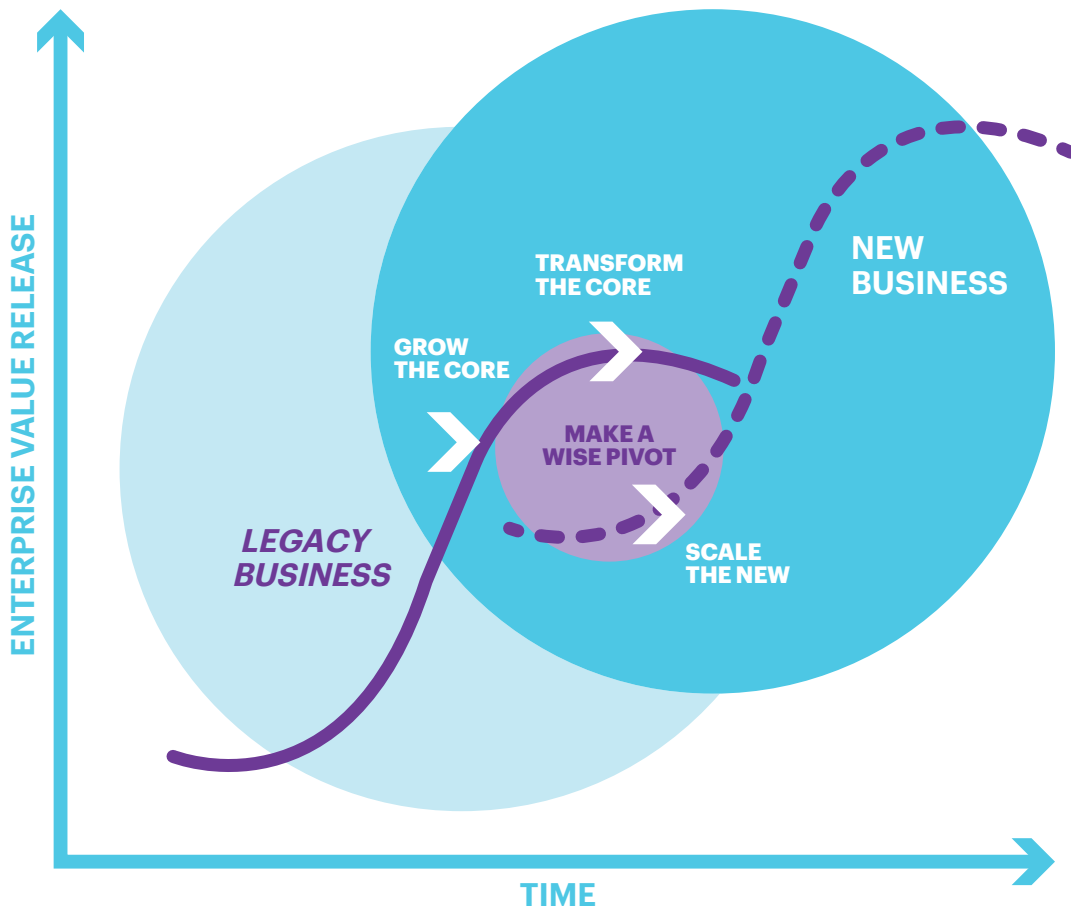 ENTERPRISE VALUE RELEASE
TRANSFORM
THE CORE
NEW
BUSINESS
GROW
THE CORE
MAKE A
WISE PIVOT
LEGACY
BUSINESS
SCALE
THE NEW
TIME